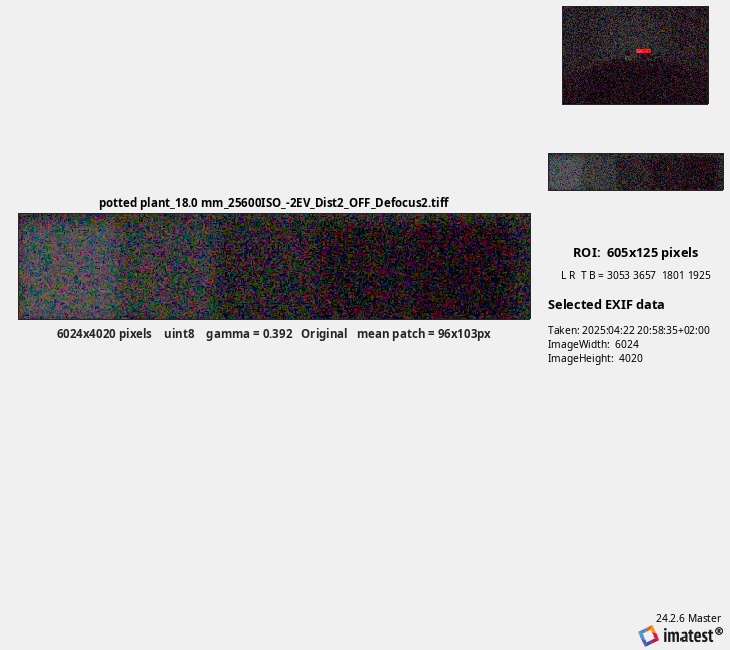 potted plant_18.0 mm_25600ISO_-2EV_Dist2_OFF_Defocus2.tiff
6024x4020 pixels    uint8    gamma = 0.392   Original   mean patch = 96x103px
ROI:  605x125 pixels
L R  T B = 3053 3657  1801 1925
Selected EXIF data
Taken: 2025:04:22 20:58:35+02:00
ImageWidth:  6024
ImageHeight:  4020
24.2.6 Master
imatest®